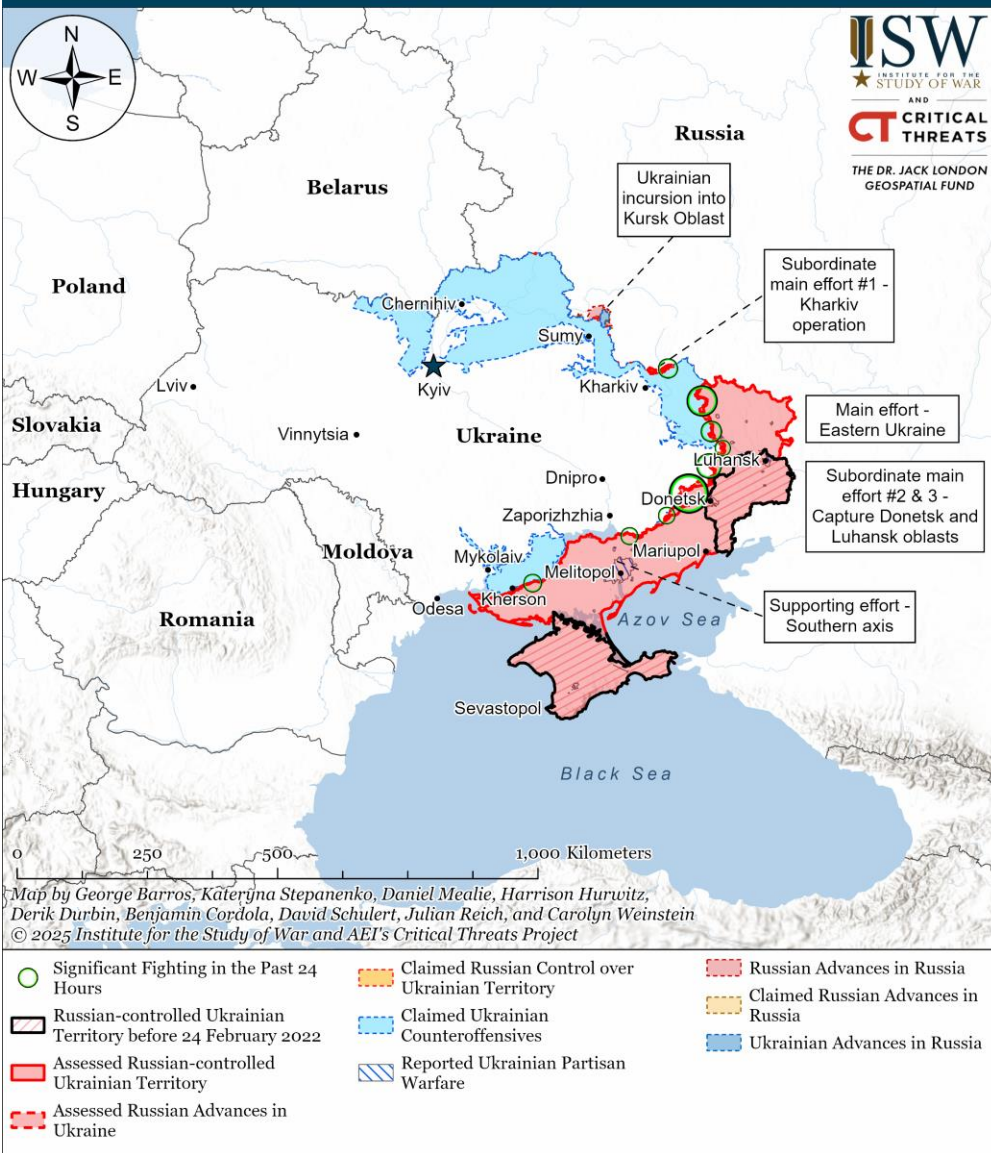 N
W
E
S
ISW
INSTITUTE FOR THE
STUDY OF WAR
AND
CT CRITICAL
THREATS
THE DR. JACK LONDON
GEOSPATIAL FUND
Russia
Ukrainian
incursion into
Kursk Oblast
Belarus
Subordinate
main effort #1 -
Kharkiv
operation
Poland
Chernihiv
Sumy
Kyiv
Kharkiv
Lviv
Slovakia
Vinnytsia
Ukraine
Main effort -
Eastern Ukraine
Luhansk
Hungary
Dnipro
Donetsk
Subordinate main
effort #2 & 3 -
Capture Donetsk and
Luhansk oblasts
Zaporizhzhia
Moldova
Mykolaiv
Mariupol
Melitopol
Kherson
Odesa
Romania
Azov Sea
Supporting effort -
Southern axis
Sevastopol
Black Sea
0 250 500 1,000 Kilometers
Map by George Barros, Kateryna Stepanenko, Daniel Mealie, Harrison Hurwitz,
Derik Durbin, Benjamin Cordola, David Schulert, Julian Reich, and Carolyn Weinstein
© 2025 Institute for the Study of War and AEI's Critical Threats Project
Significant Fighting in the Past 24
Hours
Russian-controlled Ukrainian
Territory before 24 February 2022
Assessed Russian-controlled
Ukrainian Territory
Assessed Russian Advances in
Ukraine
Claimed Russian Control over
Ukrainian Territory
Claimed Ukrainian
Counteroffensives
Reported Ukrainian Partisan
Warfare
Russian Advances in Russia
Claimed Russian Advances in
Russia
Ukrainian Advances in Russia